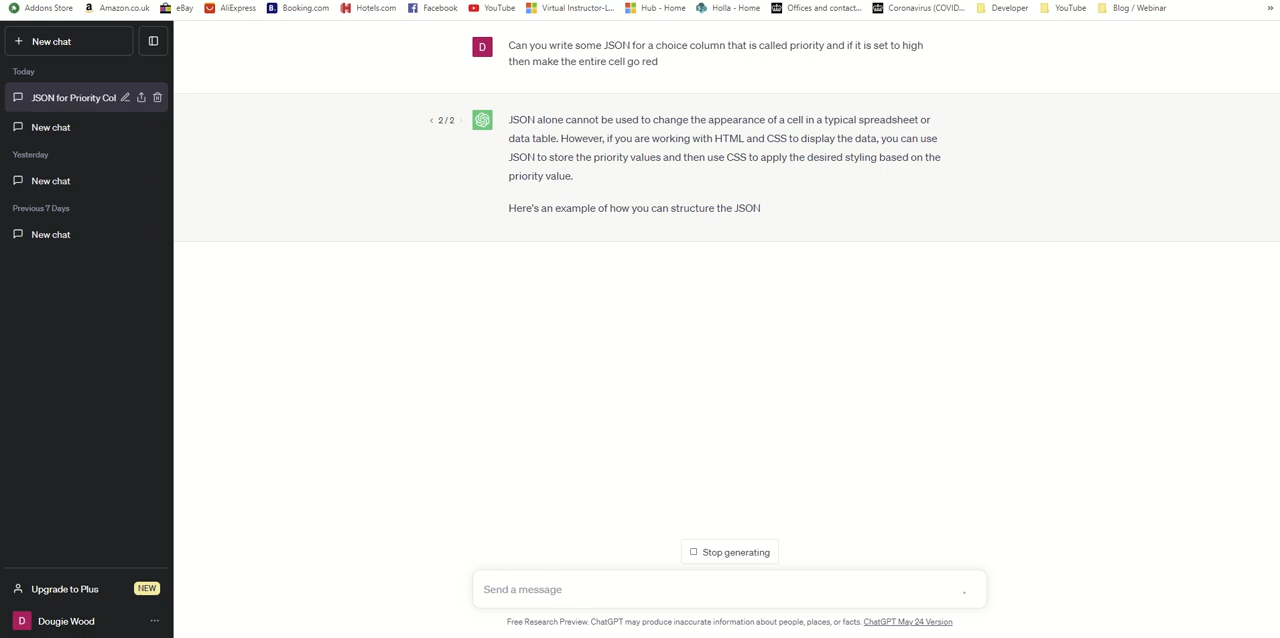 Addons Store Amazon.co.uk eBay AliExpress Booking.com Hotels.com Facebook YouTube Virtual Instructor-L... Hub - Home Holla - Home Offices and contact... Coronavirus (COVID... Developer YouTube Blog / Webinar »
+ New chat
Today
JSON for Priority Col
New chat
Yesterday
New chat
Previous 7 Days
New chat
Upgrade to Plus NEW
D Dougie Wood ...
D Can you write some JSON for a choice column that is called priority and if it is set to high
then make the entire cell go red
< 2 / 2 >
JSON alone cannot be used to change the appearance of a cell in a typical spreadsheet or
data table. However, if you are working with HTML and CSS to display the data, you can use
JSON to store the priority values and then use CSS to apply the desired styling based on the
priority value.
Here's an example of how you can structure the JSON
Stop generating
Send a message
Free Research Preview. ChatGPT may produce inaccurate information about people, places, or facts. ChatGPT May 24 Version